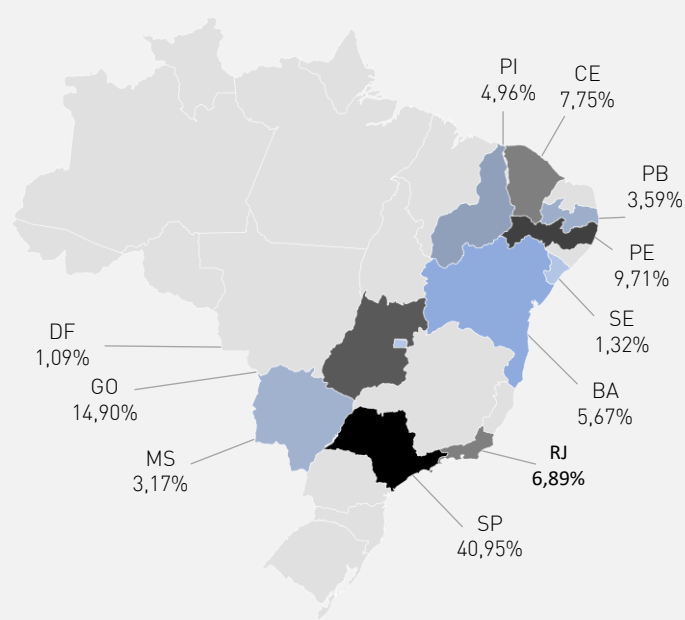 PI
4,96%
CE
7,75%
PB
3,59%
PE
9,71%
SE
1,32%
BA
5,67%
RJ
6,89%
SP
40,95%
MS
3,17%
GO
14,90%
DF
1,09%